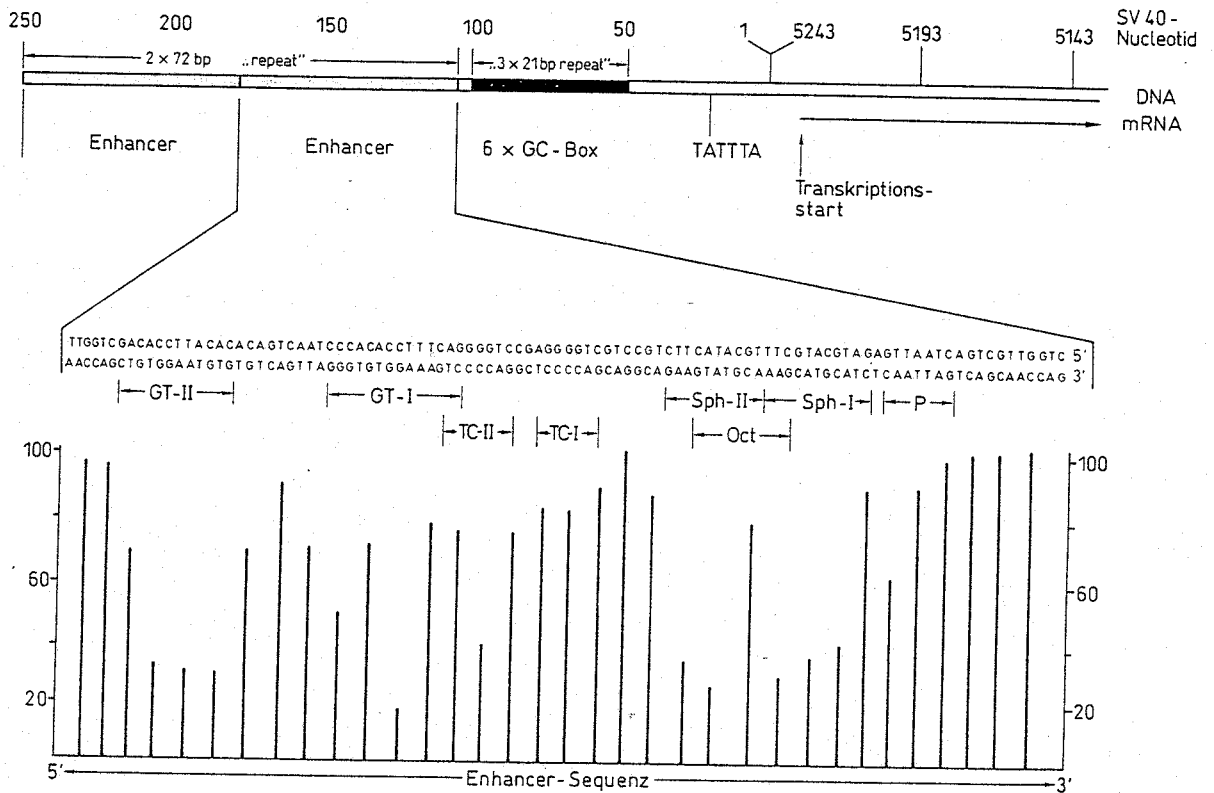 250 200 150 100 50 1 5243 5193 5143 SV 40 -
Nucleotid
2 × 72 bp „repeat" „3 × 21 bp repeat"
DNA
mRNA
Enhancer Enhancer 6 × GC - Box TATTTA
Transkriptions-
start
TTGGTCGACACCTTACACACAGTCAATCCCACACCTTTCAGGGGTCCGAGGGGTCGTCCGTCTTCATACGTTTCGTACGTAGAGTTAATCAGTCGTTGGTC 5'
AACCAGCTGTGGAATGTGTGTCAGTTAGGGTGTGGAAAGTCCCCAGGCTCCCCAGCAGGCAGAAGTATGCAAAGCATGCATCTCAATTAGTCAGCAACCAG 3'
GT-II GT-I Sph-II Sph-I P
TC-II TC-I Oct
100 100
60 60
20 20
5' Enhancer-Sequenz 3'